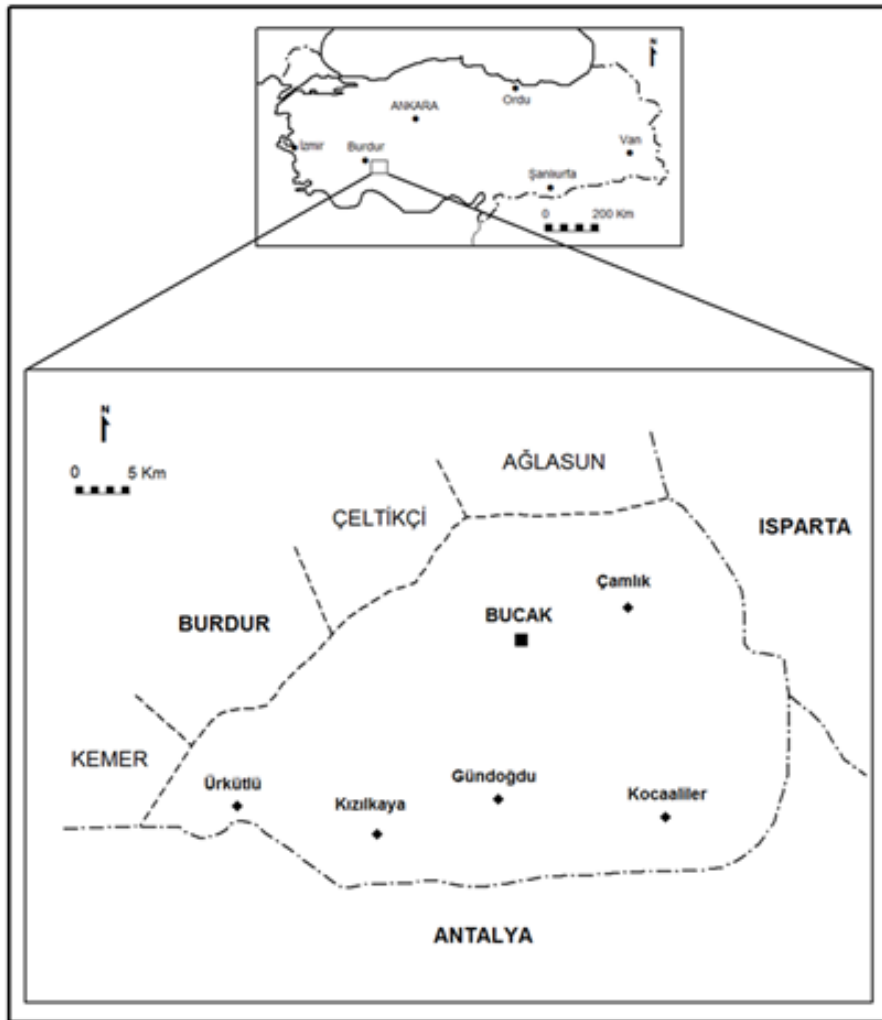 N
Ordu
ANKARA
İzmir
Burdur
Van
Şanlıurfa
0 200 Km
N
0 5 Km
AĞLASUN
ÇELTİKÇİ
ISPARTA
Çamlık
BURDUR
BUCAK
KEMER
Ürkütlü
Gündoğdu
Kızılkaya
Kocaaliler
ANTALYA